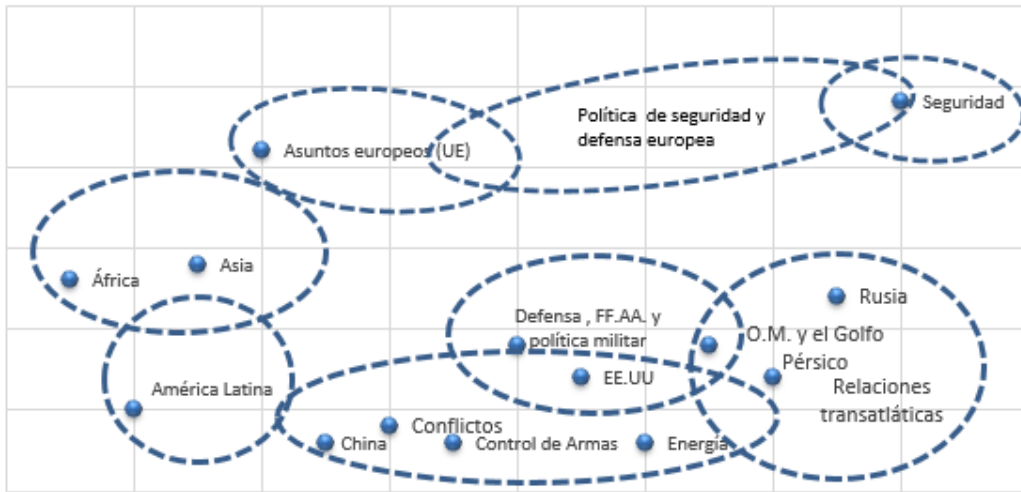 Política de seguridad y
defensa europea
Seguridad
Asuntos europeos (UE)
África
Asia
Rusia
Defensa , FF.AA. y
política militar
O.M. y el Golfo
Pérsico
EE.UU
Relaciones
transatláticas
América Latina
Conflictos
China
Control de Armas
Energía